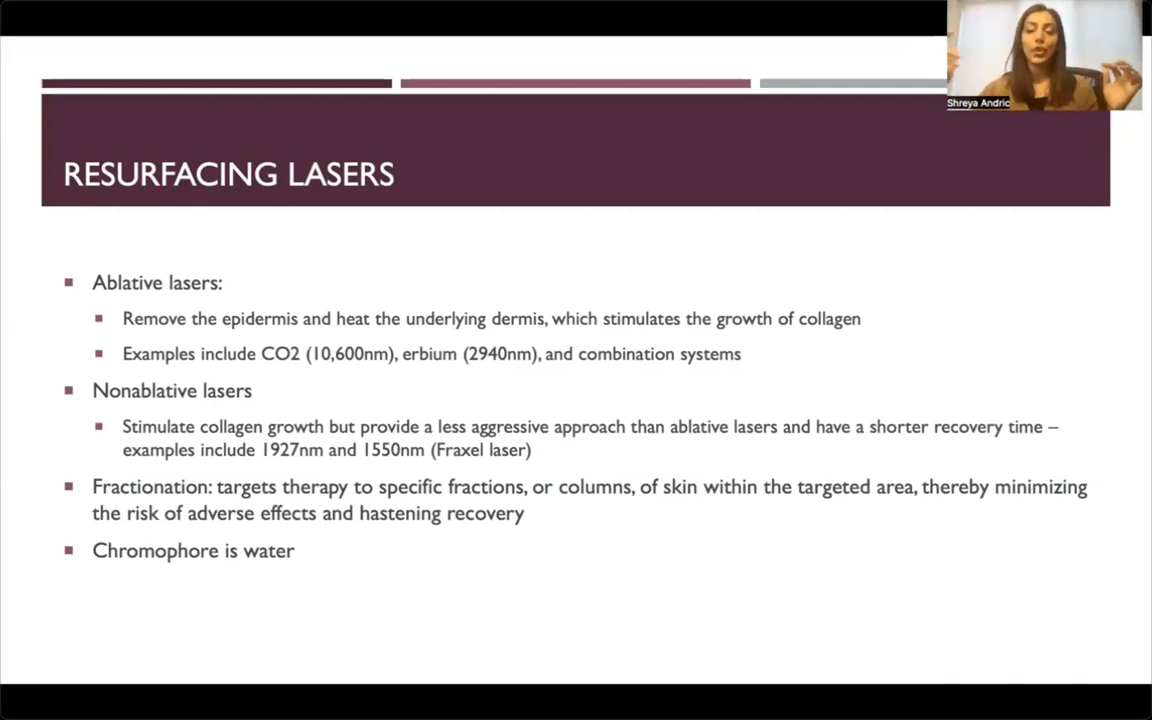 Shreya Andric
RESURFACING LASERS
Ablative lasers:
Remove the epidermis and heat the underlying dermis, which stimulates the growth of collagen
Examples include CO2 (10,600nm), erbium (2940nm), and combination systems
Nonablative lasers
Stimulate collagen growth but provide a less aggressive approach than ablative lasers and have a shorter recovery time –
examples include 1927nm and 1550nm (Fraxel laser)
Fractionation: targets therapy to specific fractions, or columns, of skin within the targeted area, thereby minimizing
the risk of adverse effects and hastening recovery
Chromophore is water